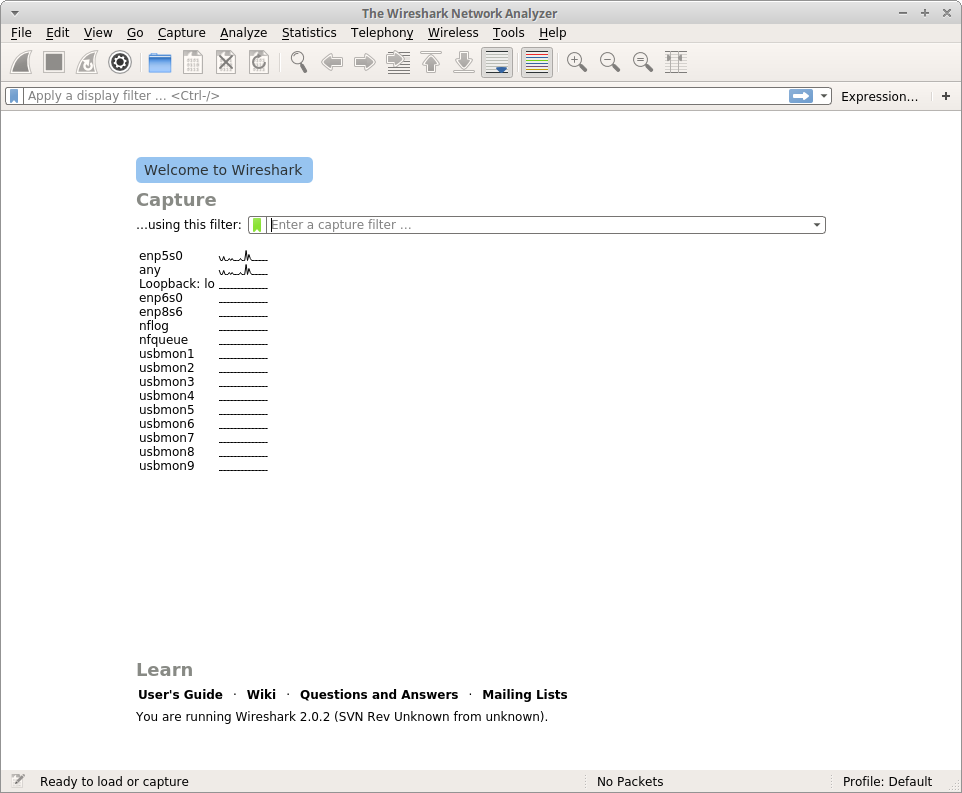 The Wireshark Network Analyzer
File Edit View Go Capture Analyze Statistics Telephony Wireless Tools Help
Apply a display filter ... <Ctrl-/> Expression... +
Welcome to Wireshark
Capture
...using this filter: Enter a capture filter ...
enp5s0
any
Loopback: lo
enp6s0
enp8s6
nflog
nfqueue
usbmon1
usbmon2
usbmon3
usbmon4
usbmon5
usbmon6
usbmon7
usbmon8
usbmon9
Learn
User's Guide · Wiki · Questions and Answers · Mailing Lists
You are running Wireshark 2.0.2 (SVN Rev Unknown from unknown).
Ready to load or capture No Packets Profile: Default